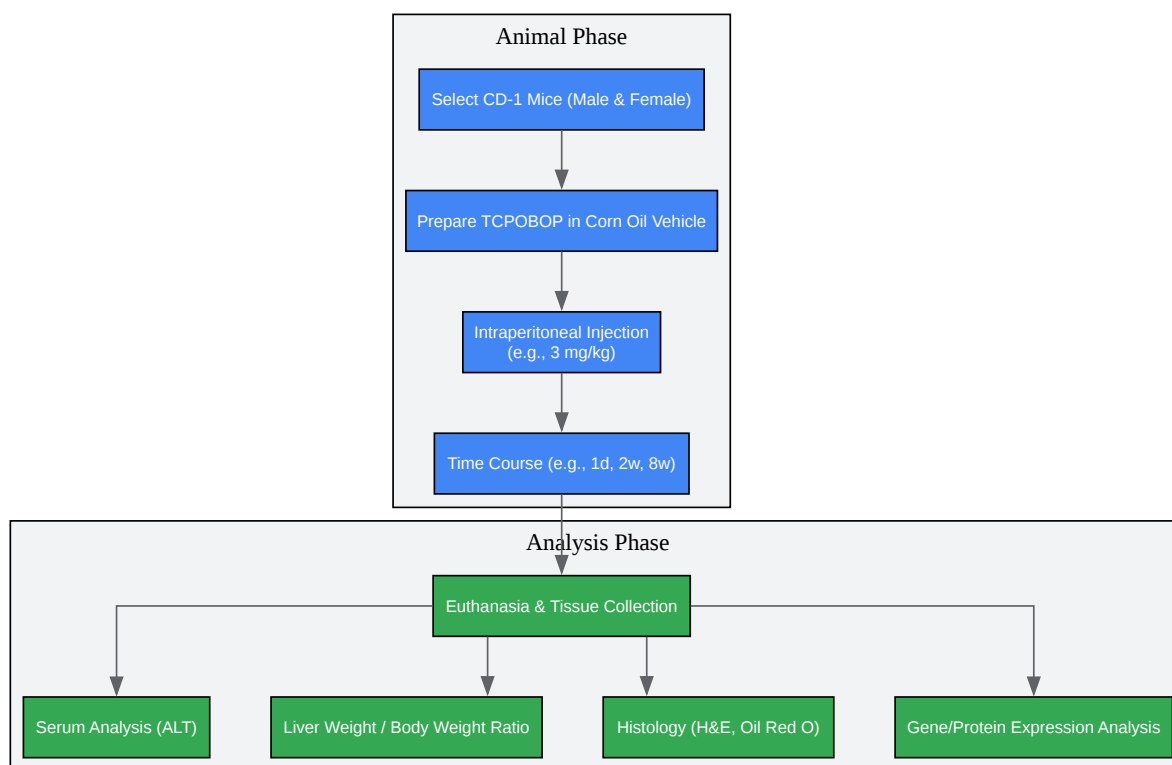 Animal Phase
Select CD-1 Mice (Male & Female)
Prepare TCPOBOP in Corn Oil Vehicle
Intraperitoneal Injection
(e.g., 3 mg/kg)
Time Course (e.g., 1d, 2w, 8w)
Analysis Phase
Euthanasia & Tissue Collection
Serum Analysis (ALT)
Liver Weight / Body Weight Ratio
Histology (H&E, Oil Red O)
Gene/Protein Expression Analysis